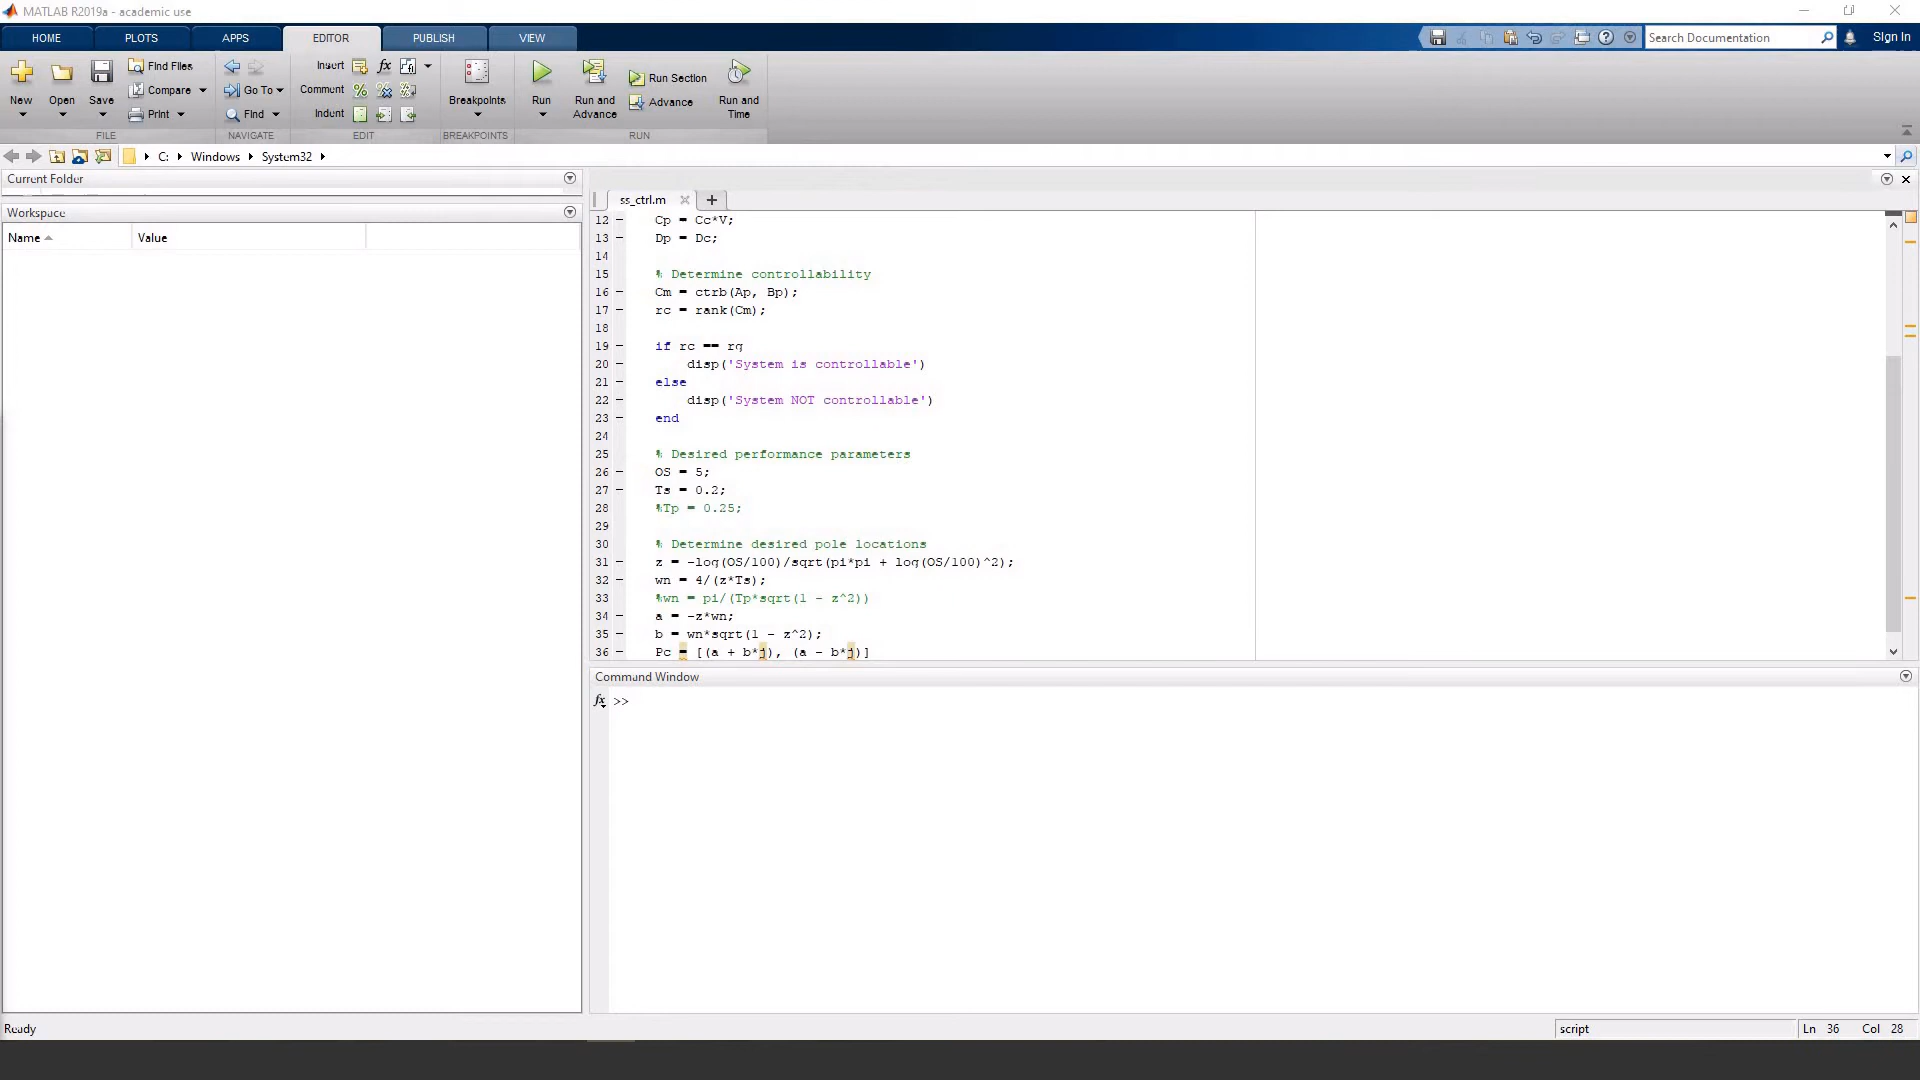 MATLAB R2019a - academic use
HOME PLOTS APPS EDITOR PUBLISH VIEW
Search Documentation
Sign In
New
Open
Save
Find Files
Compare
Print
FILE
Go To
Find
NAVIGATE
Insert
Comment
Indent
fx
EDIT
Breakpoints
BREAKPOINTS
Run
Run and Advance
Run Section
Advance
Run and Time
RUN
C: Windows System32
Current Folder
Workspace
Name Value
ss_ctrl.m
12 Cp = Cc*V;
13 Dp = Dc;
14
15 % Determine controllability
16 Cm = ctrb(Ap, Bp);
17 rc = rank(Cm);
18
19 if rc == rg
20 disp('System is controllable')
21 else
22 disp('System NOT controllable')
23 end
24
25 % Desired performance parameters
26 OS = 5;
27 Ts = 0.2;
28 %Tp = 0.25;
29
30 % Determine desired pole locations
31 z = -log(OS/100)/sqrt(pi*pi + log(OS/100)^2);
32 wn = 4/(z*Ts);
33 %wn = pi/(Tp*sqrt(1 - z^2))
34 a = -z*wn;
35 b = wn*sqrt(1 - z^2);
36 Pc = [(a + b*j), (a - b*j)]
Command Window
fx >>
Ready
script
Ln 36 Col 28